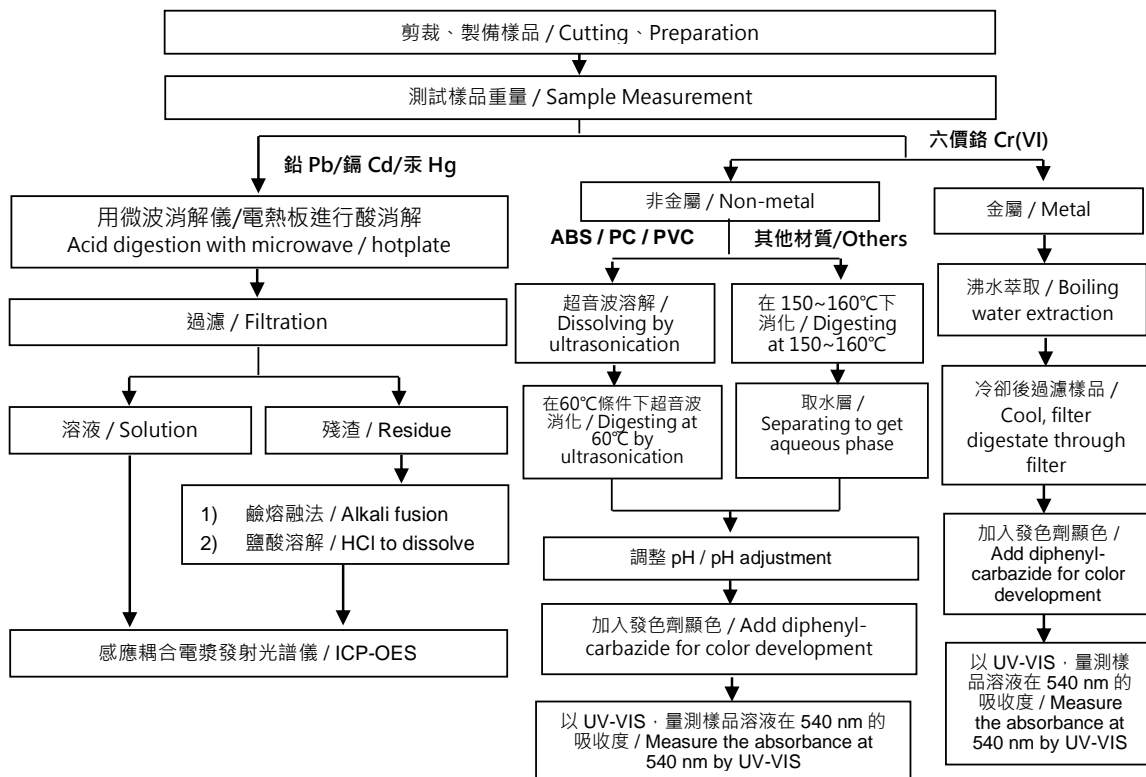 剪裁、製備樣品 / Cutting、Preparation
測試樣品重量 / Sample Measurement
鉛 Pb/鎘 Cd/汞 Hg
六價鉻 Cr(VI)
用微波消解儀/電熱板進行酸消解
Acid digestion with microwave / hotplate
過濾 / Filtration
溶液 / Solution
殘渣 / Residue
1) 鹼熔融法 / Alkali fusion
2) 鹽酸溶解 / HCl to dissolve
感應耦合電漿發射光譜儀 / ICP-OES
非金屬 / Non-metal
ABS / PC / PVC
其他材質/Others
超音波溶解 /
Dissolving by
ultrasonication
在60℃條件下超音波
消化 / Digesting at
60℃ by
ultrasonication
在 150~160℃下
消化 / Digesting
at 150~160℃
取水層 /
Separating to get
aqueous phase
調整 pH / pH adjustment
加入發色劑顯色 / Add diphenyl-
carbazide for color development
以 UV-VIS，量測樣品溶液在 540 nm 的
吸收度 / Measure the absorbance at
540 nm by UV-VIS
金屬 / Metal
沸水萃取 / Boiling
water extraction
冷卻後過濾樣品 /
Cool, filter
digestate through
filter
加入發色劑顯色 /
Add diphenyl-
carbazide for color
development
以 UV-VIS，量測樣
品溶液在 540 nm 的
吸收度 / Measure
the absorbance at
540 nm by UV-VIS